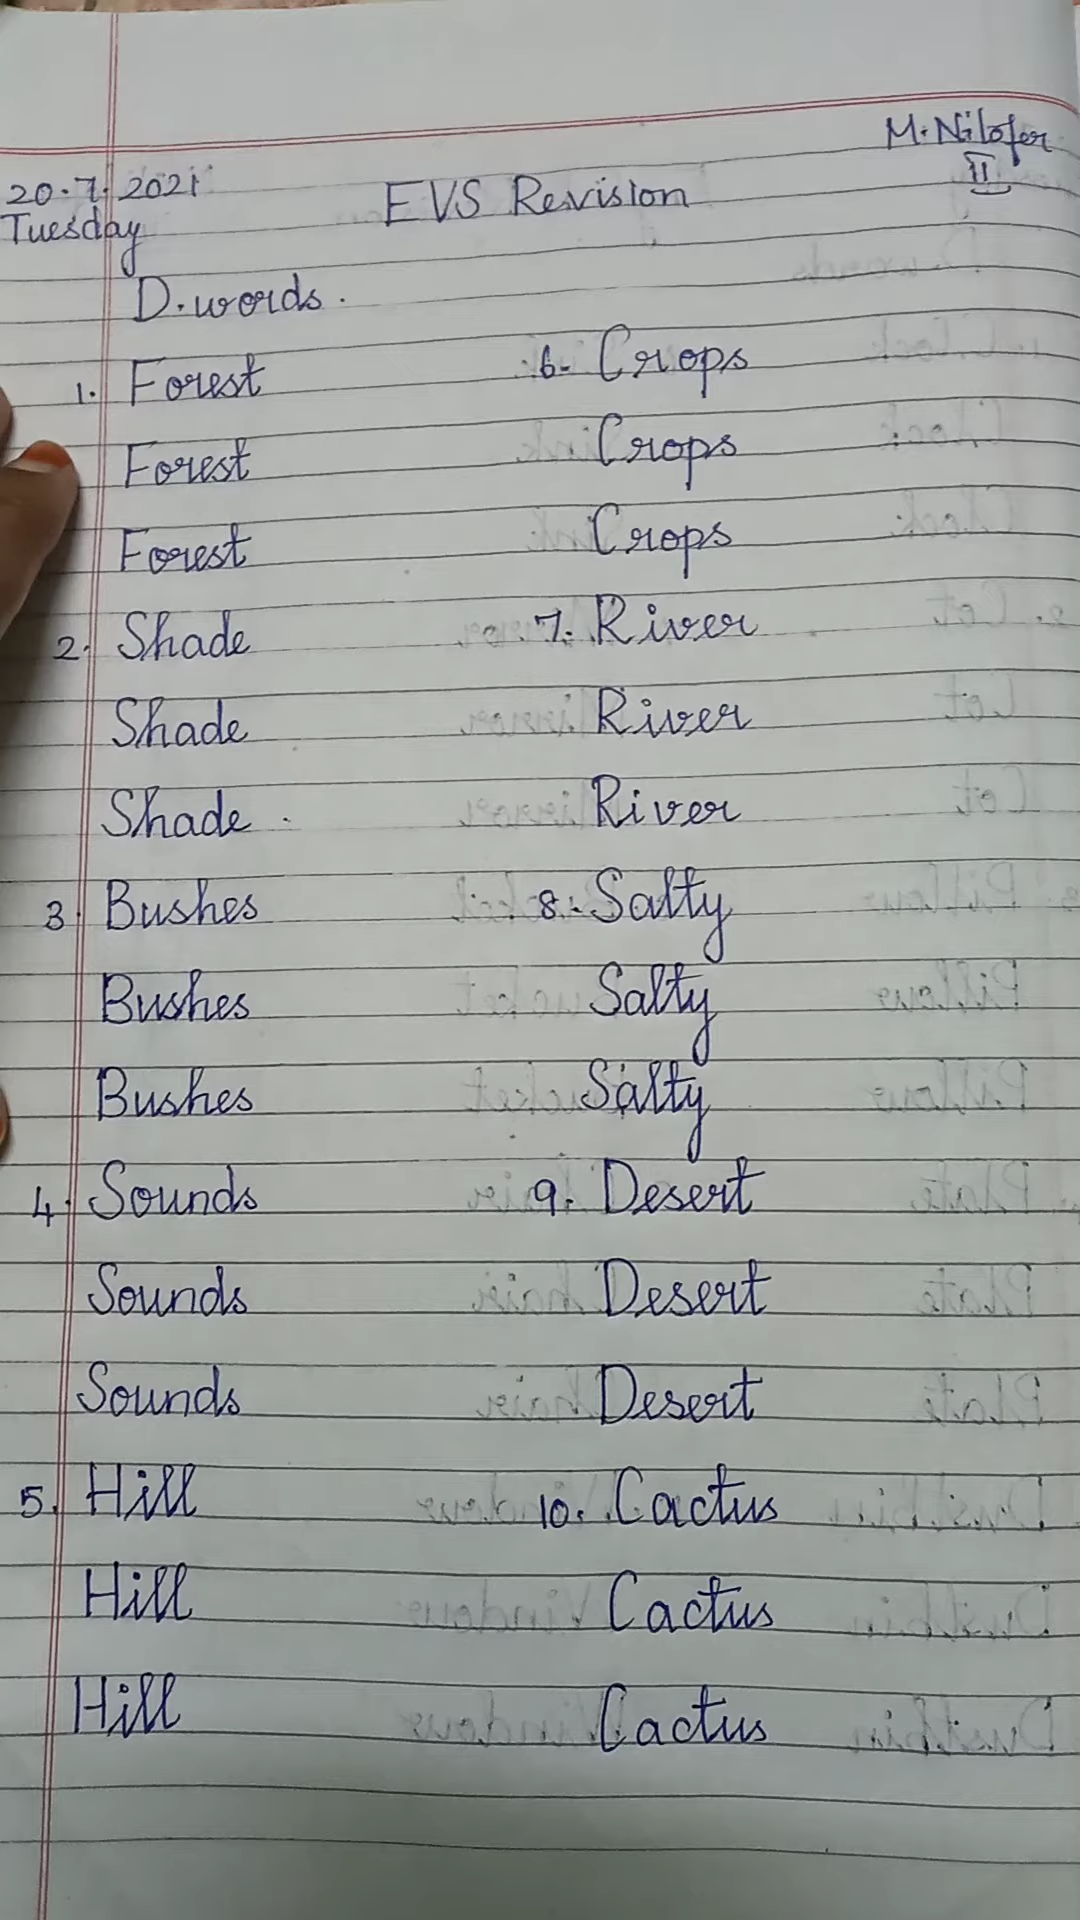 M. Nilofer
II
20.7.2021
Tuesday
EVS Revision
D. words.
1. Forest
Forest
Forest
2. Shade
Shade
Shade
3. Bushes
Bushes
Bushes
4. Sounds
Sounds
Sounds
5. Hill
Hill
Hill
6. Crops
Crops
Crops
7. River
River
River
8. Salty
Salty
Salty
9. Desert
Desert
Desert
10. Cactus
Cactus
Cactus